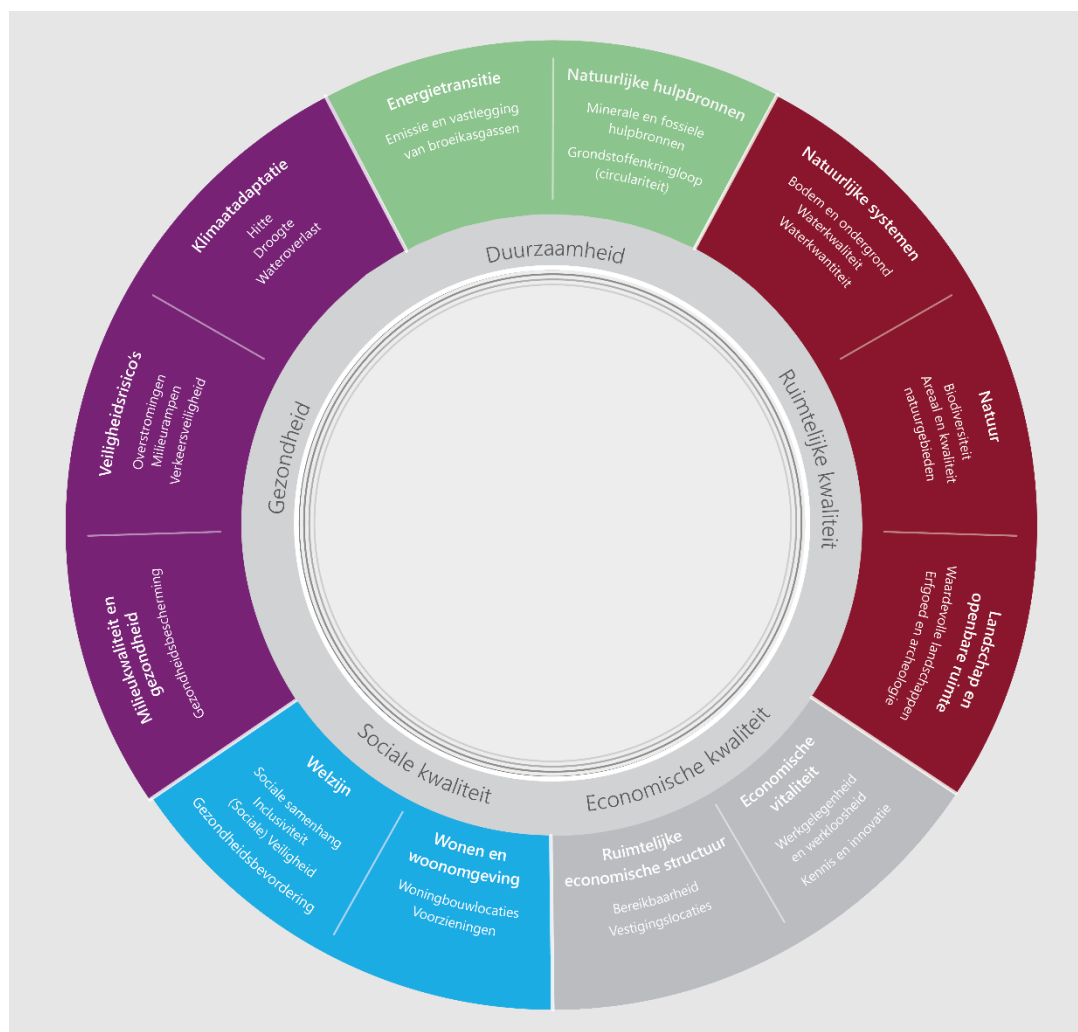 Energietransitie
Emissie en vastlegging
van broeikasgassen
Natuurlijke hulpbronnen
Minerale en fossiele
hulpbronnen
Grondstoffenkringloop
(circulariteit)
Natuurlijke systemen
Bodem en ondergrond
Waterkwaliteit
Waterkwantiteit
Natuur
Biodiversiteit
Areaal en kwaliteit
natuurgebieden
Landschap en
openbare ruimte
Waardevolle landschappen
Erfgoed en archeologie
Economische
vitaliteit
Werkgelegenheid
en werkloosheid
Kennis en innovatie
Ruimtelijke
economische structuur
Bereikbaarheid
Vestigingslocaties
Wonen en
woonomgeving
Woningbouwlocaties
Voorzieningen
Welzijn
Sociale samenhang
Inclusiviteit
(Sociale) Veiligheid
Gezondheidsbevordering
Milieukwaliteit en
gezondheid
Gezondheidsbescherming
Veiligheidsrisico's
Overstromingen
Milieurampen
Verkeersveiligheid
Klimaatadaptatie
Hitte
Droogte
Wateroverlast
Duurzaamheid
Ruimtelijke kwaliteit
Economische kwaliteit
Sociale kwaliteit
Gezondheid